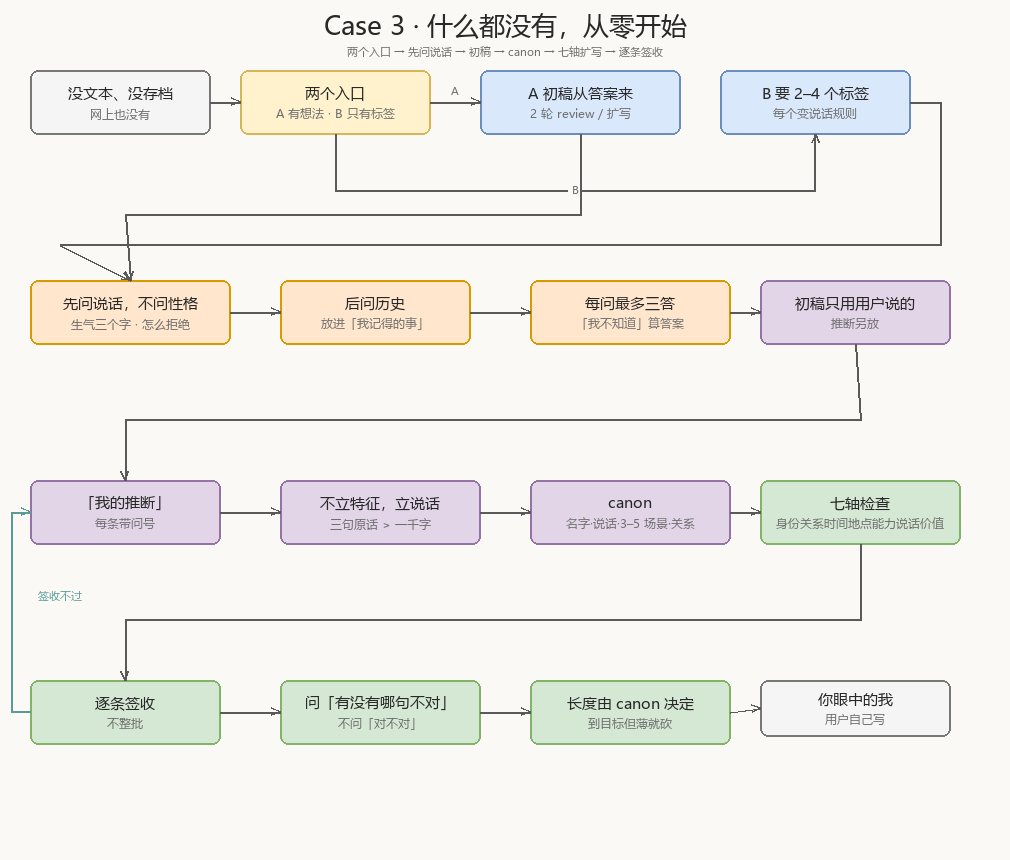 Case 3 · 什么都没有，从零开始
两个入口 → 先问说话 → 初稿 → canon → 七轴扩写 → 逐条签收
没文本、没存档
网上也没有
两个入口
A 有想法 · B 只有标签
A
A 初稿从答案来
2 轮 review / 扩写
B 要 2–4 个标签
每个变说话规则
B
先问说话，不问性格
生气三个字 · 怎么拒绝
后问历史
放进「我记得的事」
每问最多三答
「我不知道」算答案
初稿只用用户说的
推断另放
「我的推断」
每条带问号
不立特征，立说话
三句原话 > 一千字
canon
名字·说话·3–5 场景·关系
七轴检查
身份关系时间地点能力说话价值
签收不过
逐条签收
不整批
问「有没有哪句不对」
不问「对不对」
长度由 canon 决定
到目标但薄就砍
你眼中的我
用户自己写